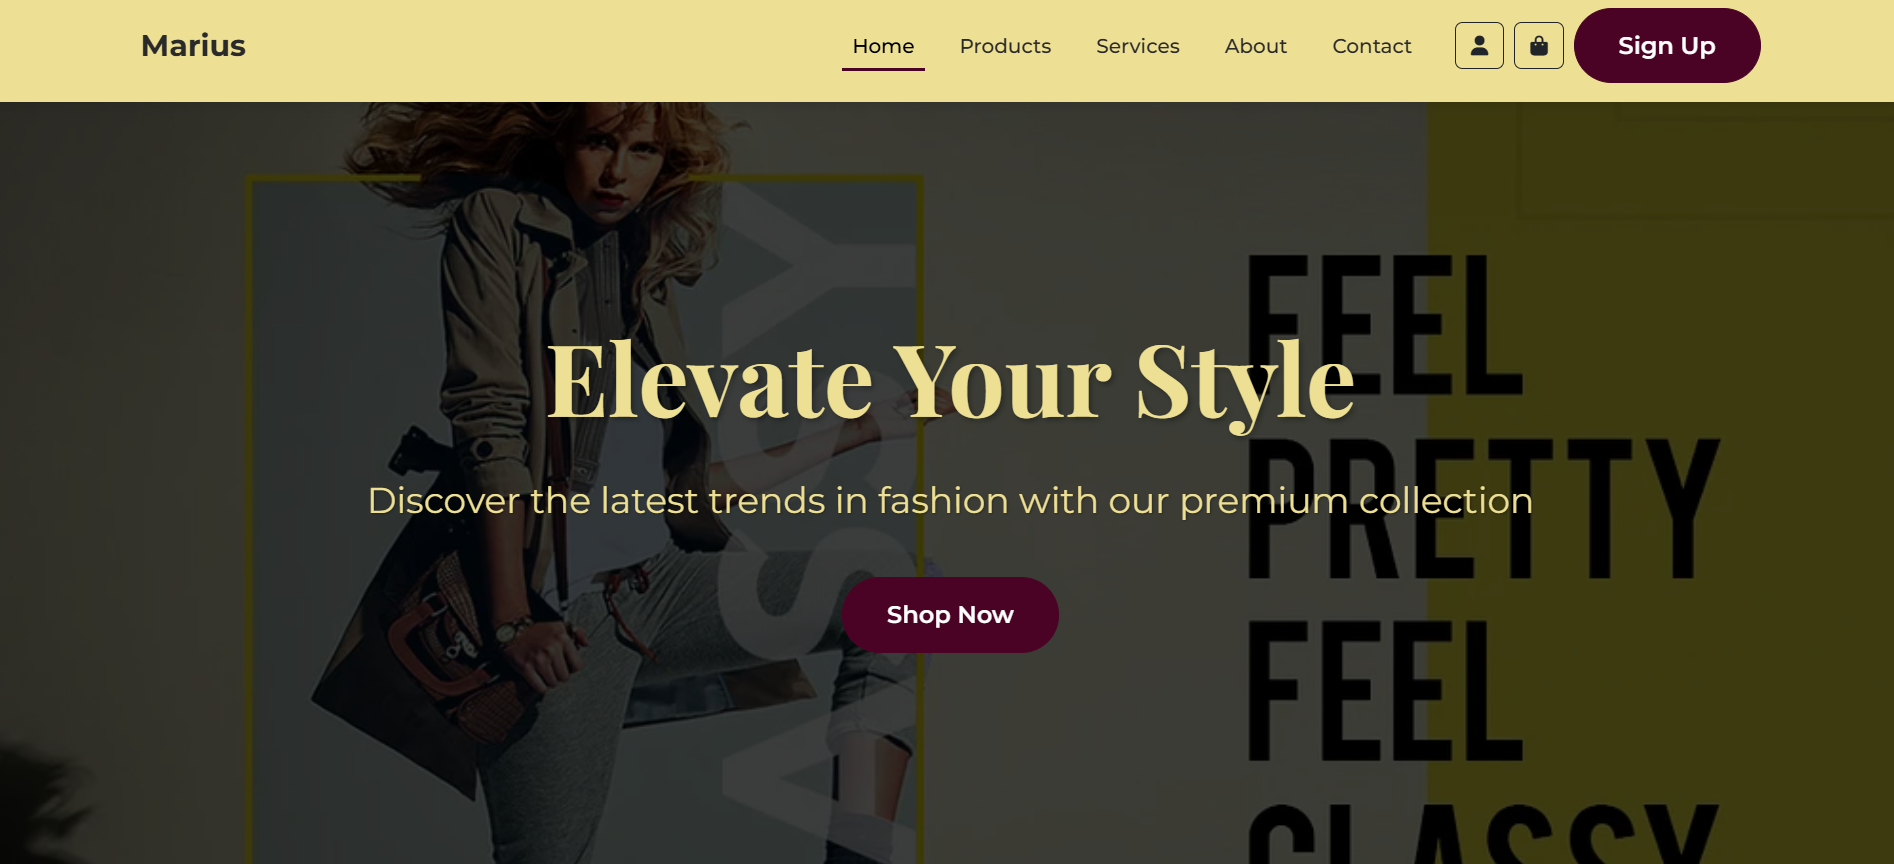 Marius
Home Products Services About Contact Sign Up
Elevate Your Style
Discover the latest trends in fashion with our premium collection
Shop Now
FEEL
PRETTY
FEEL
CLASSY